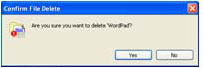 Confirm File Delete
Are you sure you want to delete 'WordPad'?
Yes
No